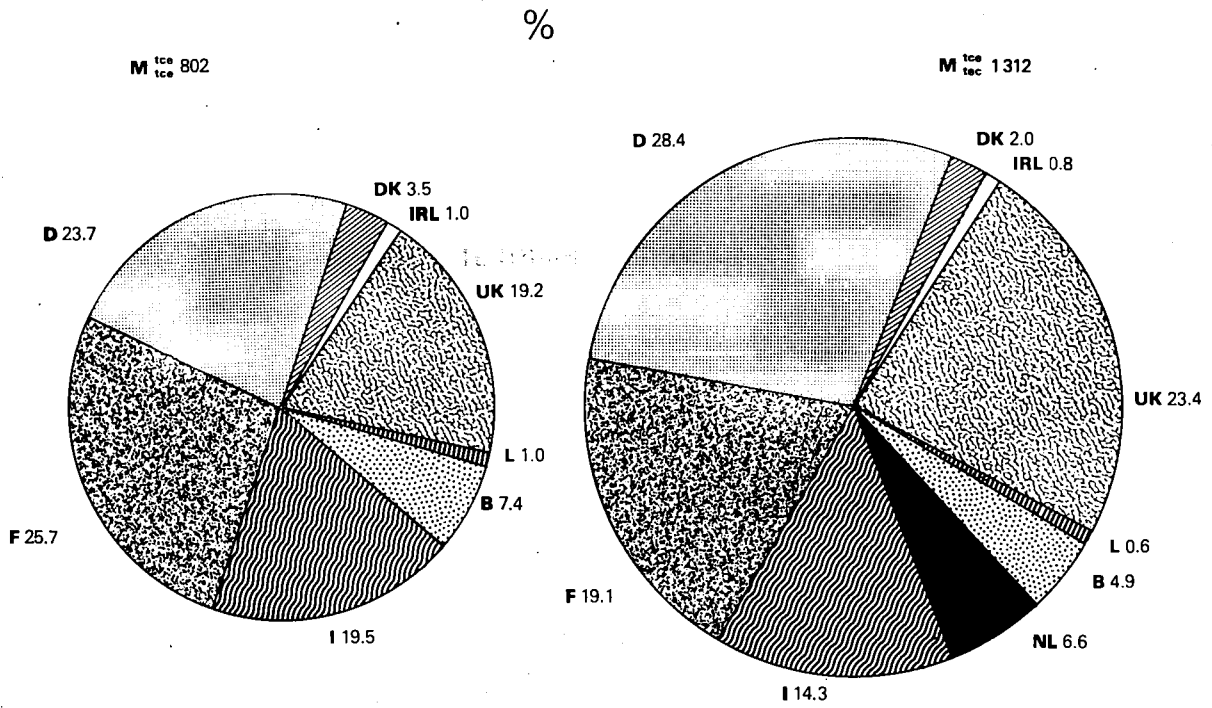 %
M tce tce 802
M tce tec 1 312
D 23.7
DK 3.5
IRL 1.0
UK 19.2
L 1.0
B 7.4
I 19.5
F 25.7
D 28.4
DK 2.0
IRL 0.8
UK 23.4
L 0.6
B 4.9
NL 6.6
I 14.3
F 19.1